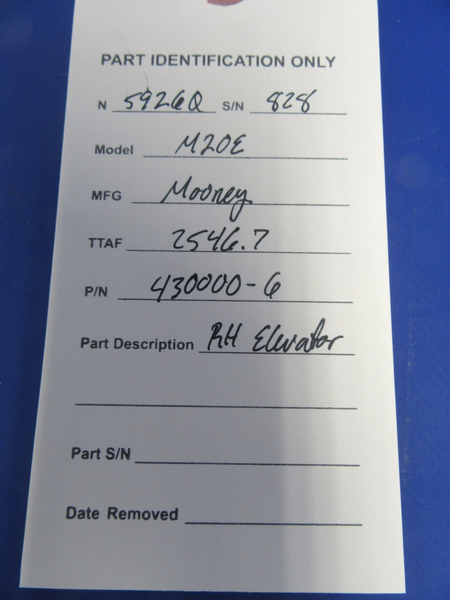 PART IDENTIFICATION ONLY
N 5926Q S/N 828
Model M20E
MFG Mooney
TTAF 2546.7
P/N 430000-6
Part Description RH Elevator
Part S/N
Date Removed